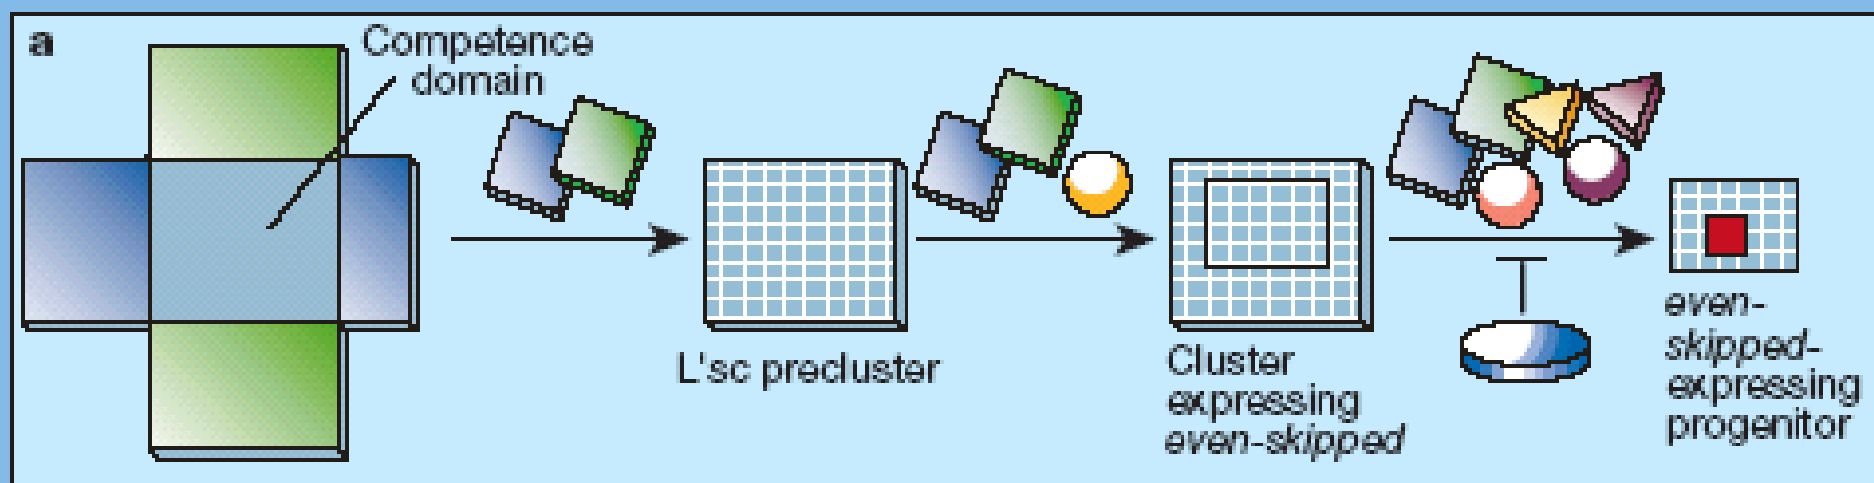 a
Competence
domain
L'sc precluster
Cluster
expressing
even-skipped
even-
skipped-
expressing
progenitor